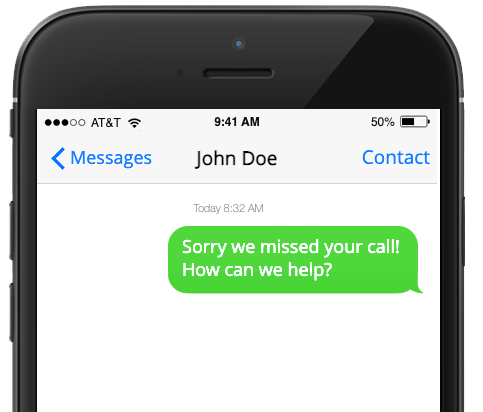 AT&T 9:41 AM 50%
Messages John Doe Contact
Today 8:32 AM
Sorry we missed your call!
How can we help?